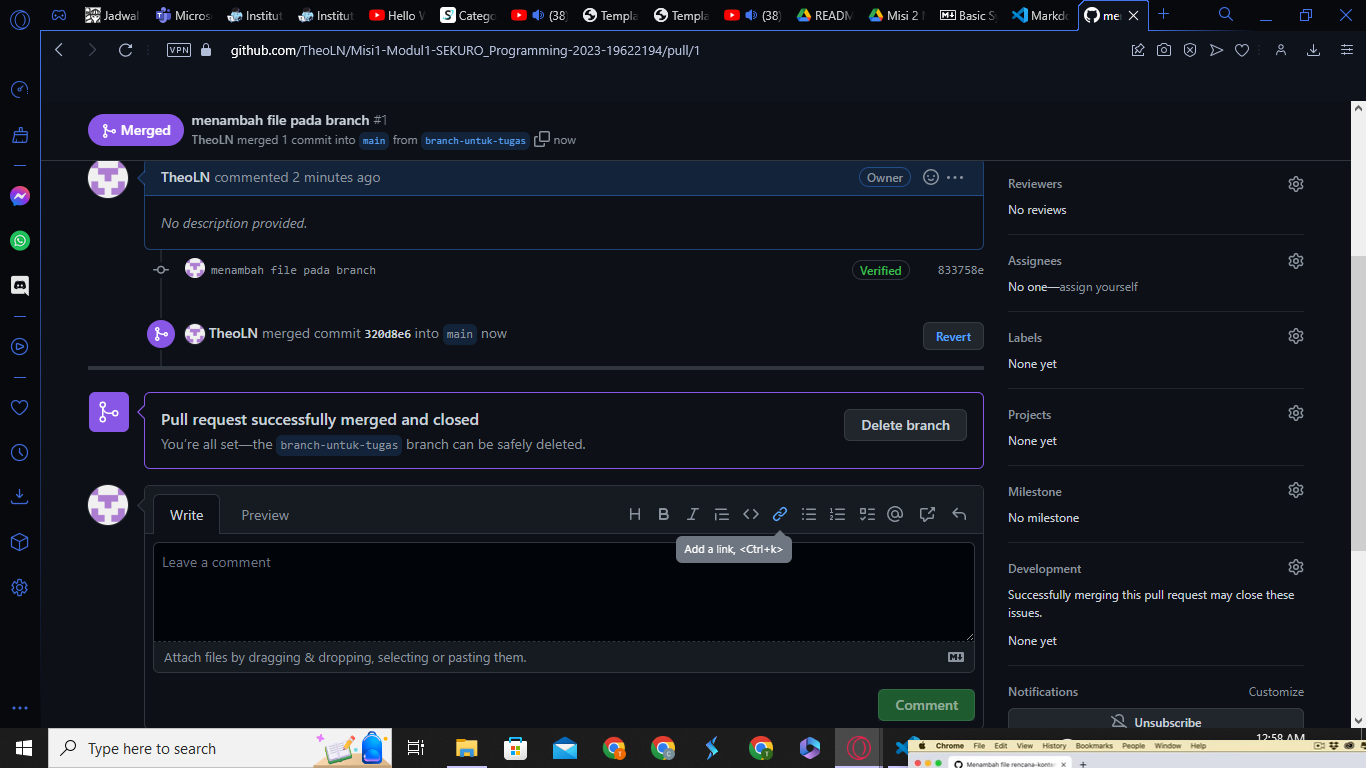 Jadwal
Micros
Institut
Institut
Hello
Catego
(38)
Templa
Templa
(38)
READM
Misi 2
Basic Sy
Markdo
me
VPN
github.com/TheoLN/Misi1-Modul1-SEKURO_Programming-2023-19622194/pull/1
Merged
menambah file pada branch #1
TheoLN merged 1 commit into main from branch-untuk-tugas now
TheoLN commented 2 minutes ago
Owner
No description provided.
menambah file pada branch
Verified
833758e
TheoLN merged commit 320d8e6 into main now
Revert
Pull request successfully merged and closed
You're all set—the branch-untuk-tugas branch can be safely deleted.
Delete branch
Write
Preview
Add a link, <Ctrl+k>
Leave a comment
Attach files by dragging & dropping, selecting or pasting them.
Comment
Reviewers
No reviews
Assignees
No one—assign yourself
Labels
None yet
Projects
None yet
Milestone
No milestone
Development
Successfully merging this pull request may close these
issues.
None yet
Notifications
Customize
Unsubscribe
Type here to search
12:58 AM
Chrome File Edit View History Bookmarks People Window Help
Menambah file rencana-konten